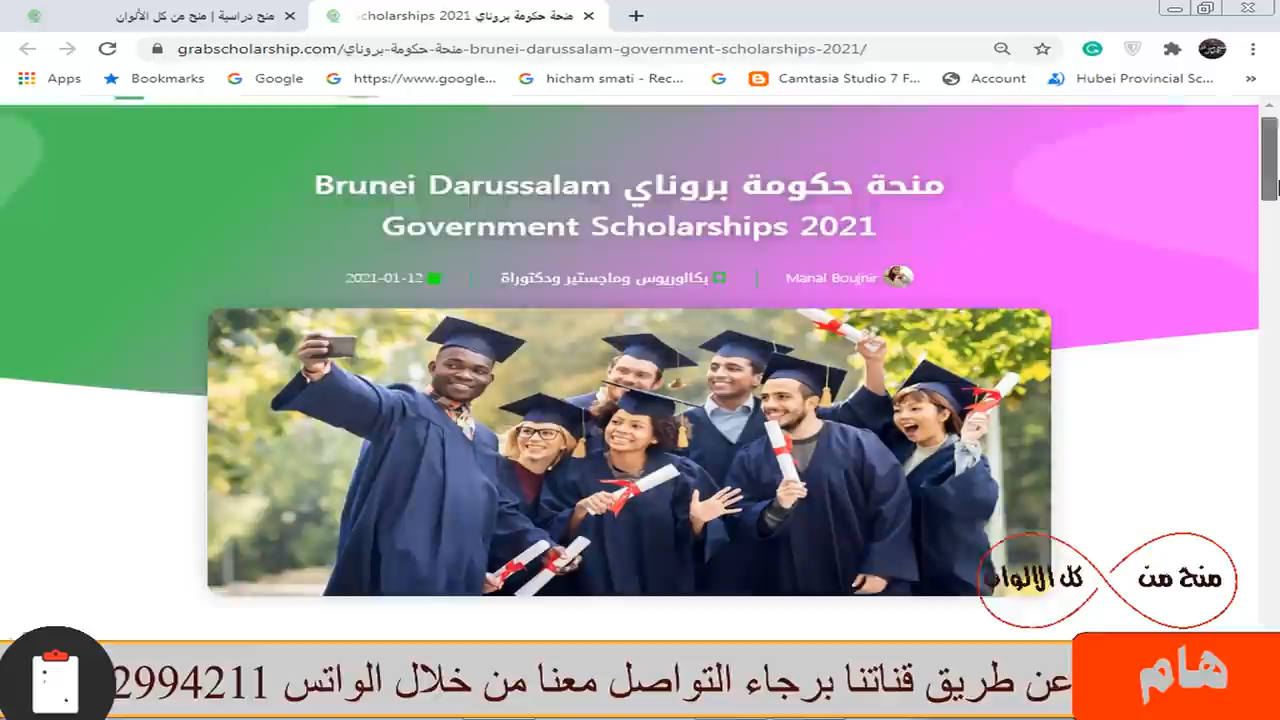 منح دراسية | منح من كل الألوان
منحة حكومة بروناي scholarships 2021
grabscholarship.com/منحة-حكومة-بروناي-brunei-darussalam-government-scholarships-2021/
Apps Bookmarks Google https://www.google... hicham smati - Rec... Camtasia Studio 7 F... Account Hubei Provincial Sc... »
منحة حكومة بروناي Brunei Darussalam
Government Scholarships 2021
Manal Boujnir | بكالوريوس وماجستير ودكتوراة | 2021-01-12
منح من كل الالوان
هام
عن طريق قناتنا برجاء التواصل معنا من خلال الواتس 2994211